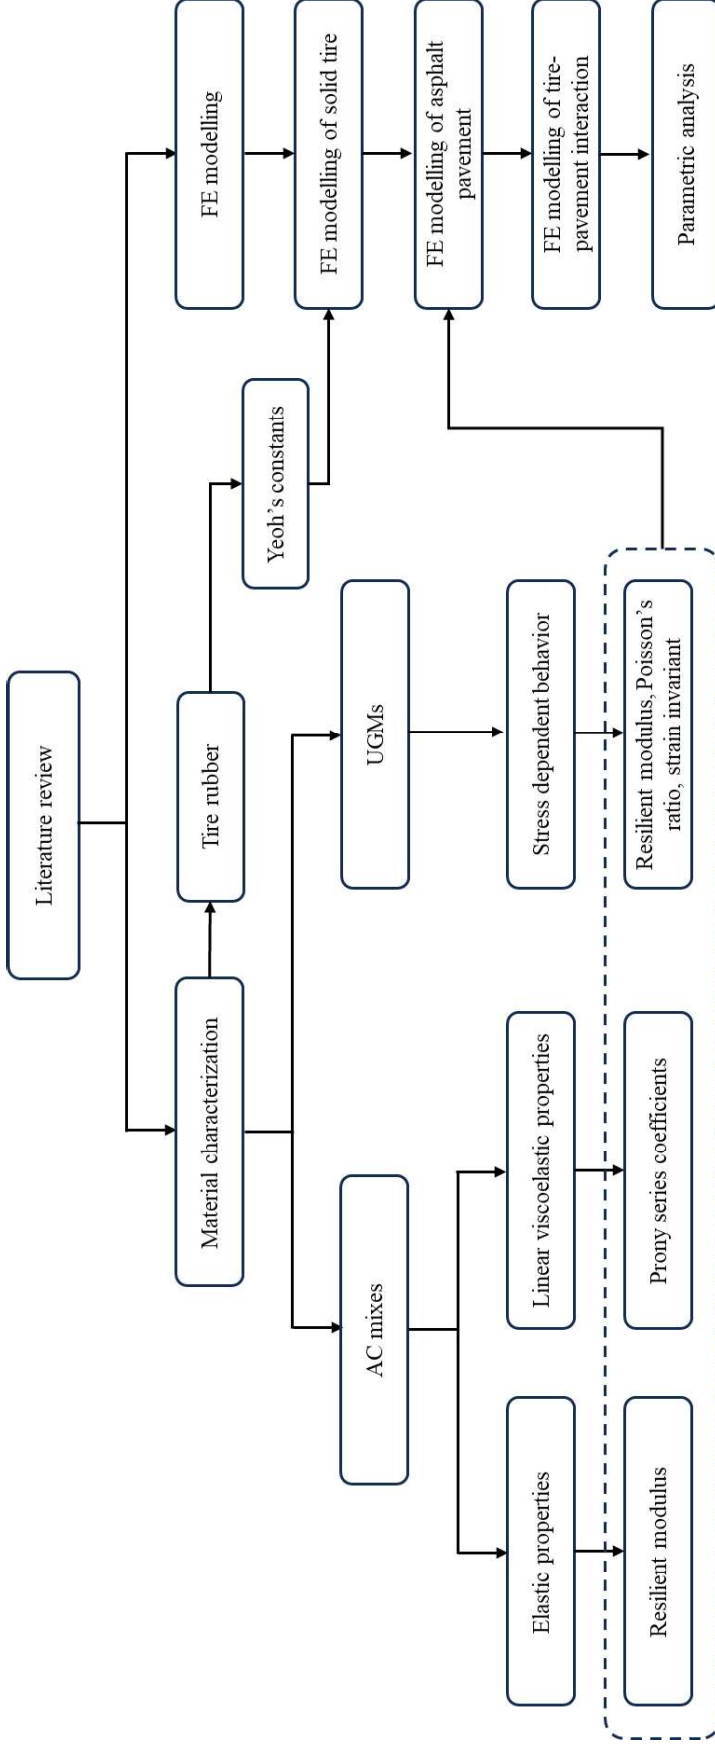 Literature review
Material characterization
Tire rubber
FE modelling
Yeoh’s constants
FE modelling of solid tire
AC mixes
UGMs
FE modelling of asphalt
pavement
Elastic properties
Linear viscoelastic properties
Stress dependent behavior
FE modelling of tire-
pavement interaction
Resilient modulus
Prony series coefficients
Resilient modulus, Poisson’s
ratio, strain invariant
Parametric analysis